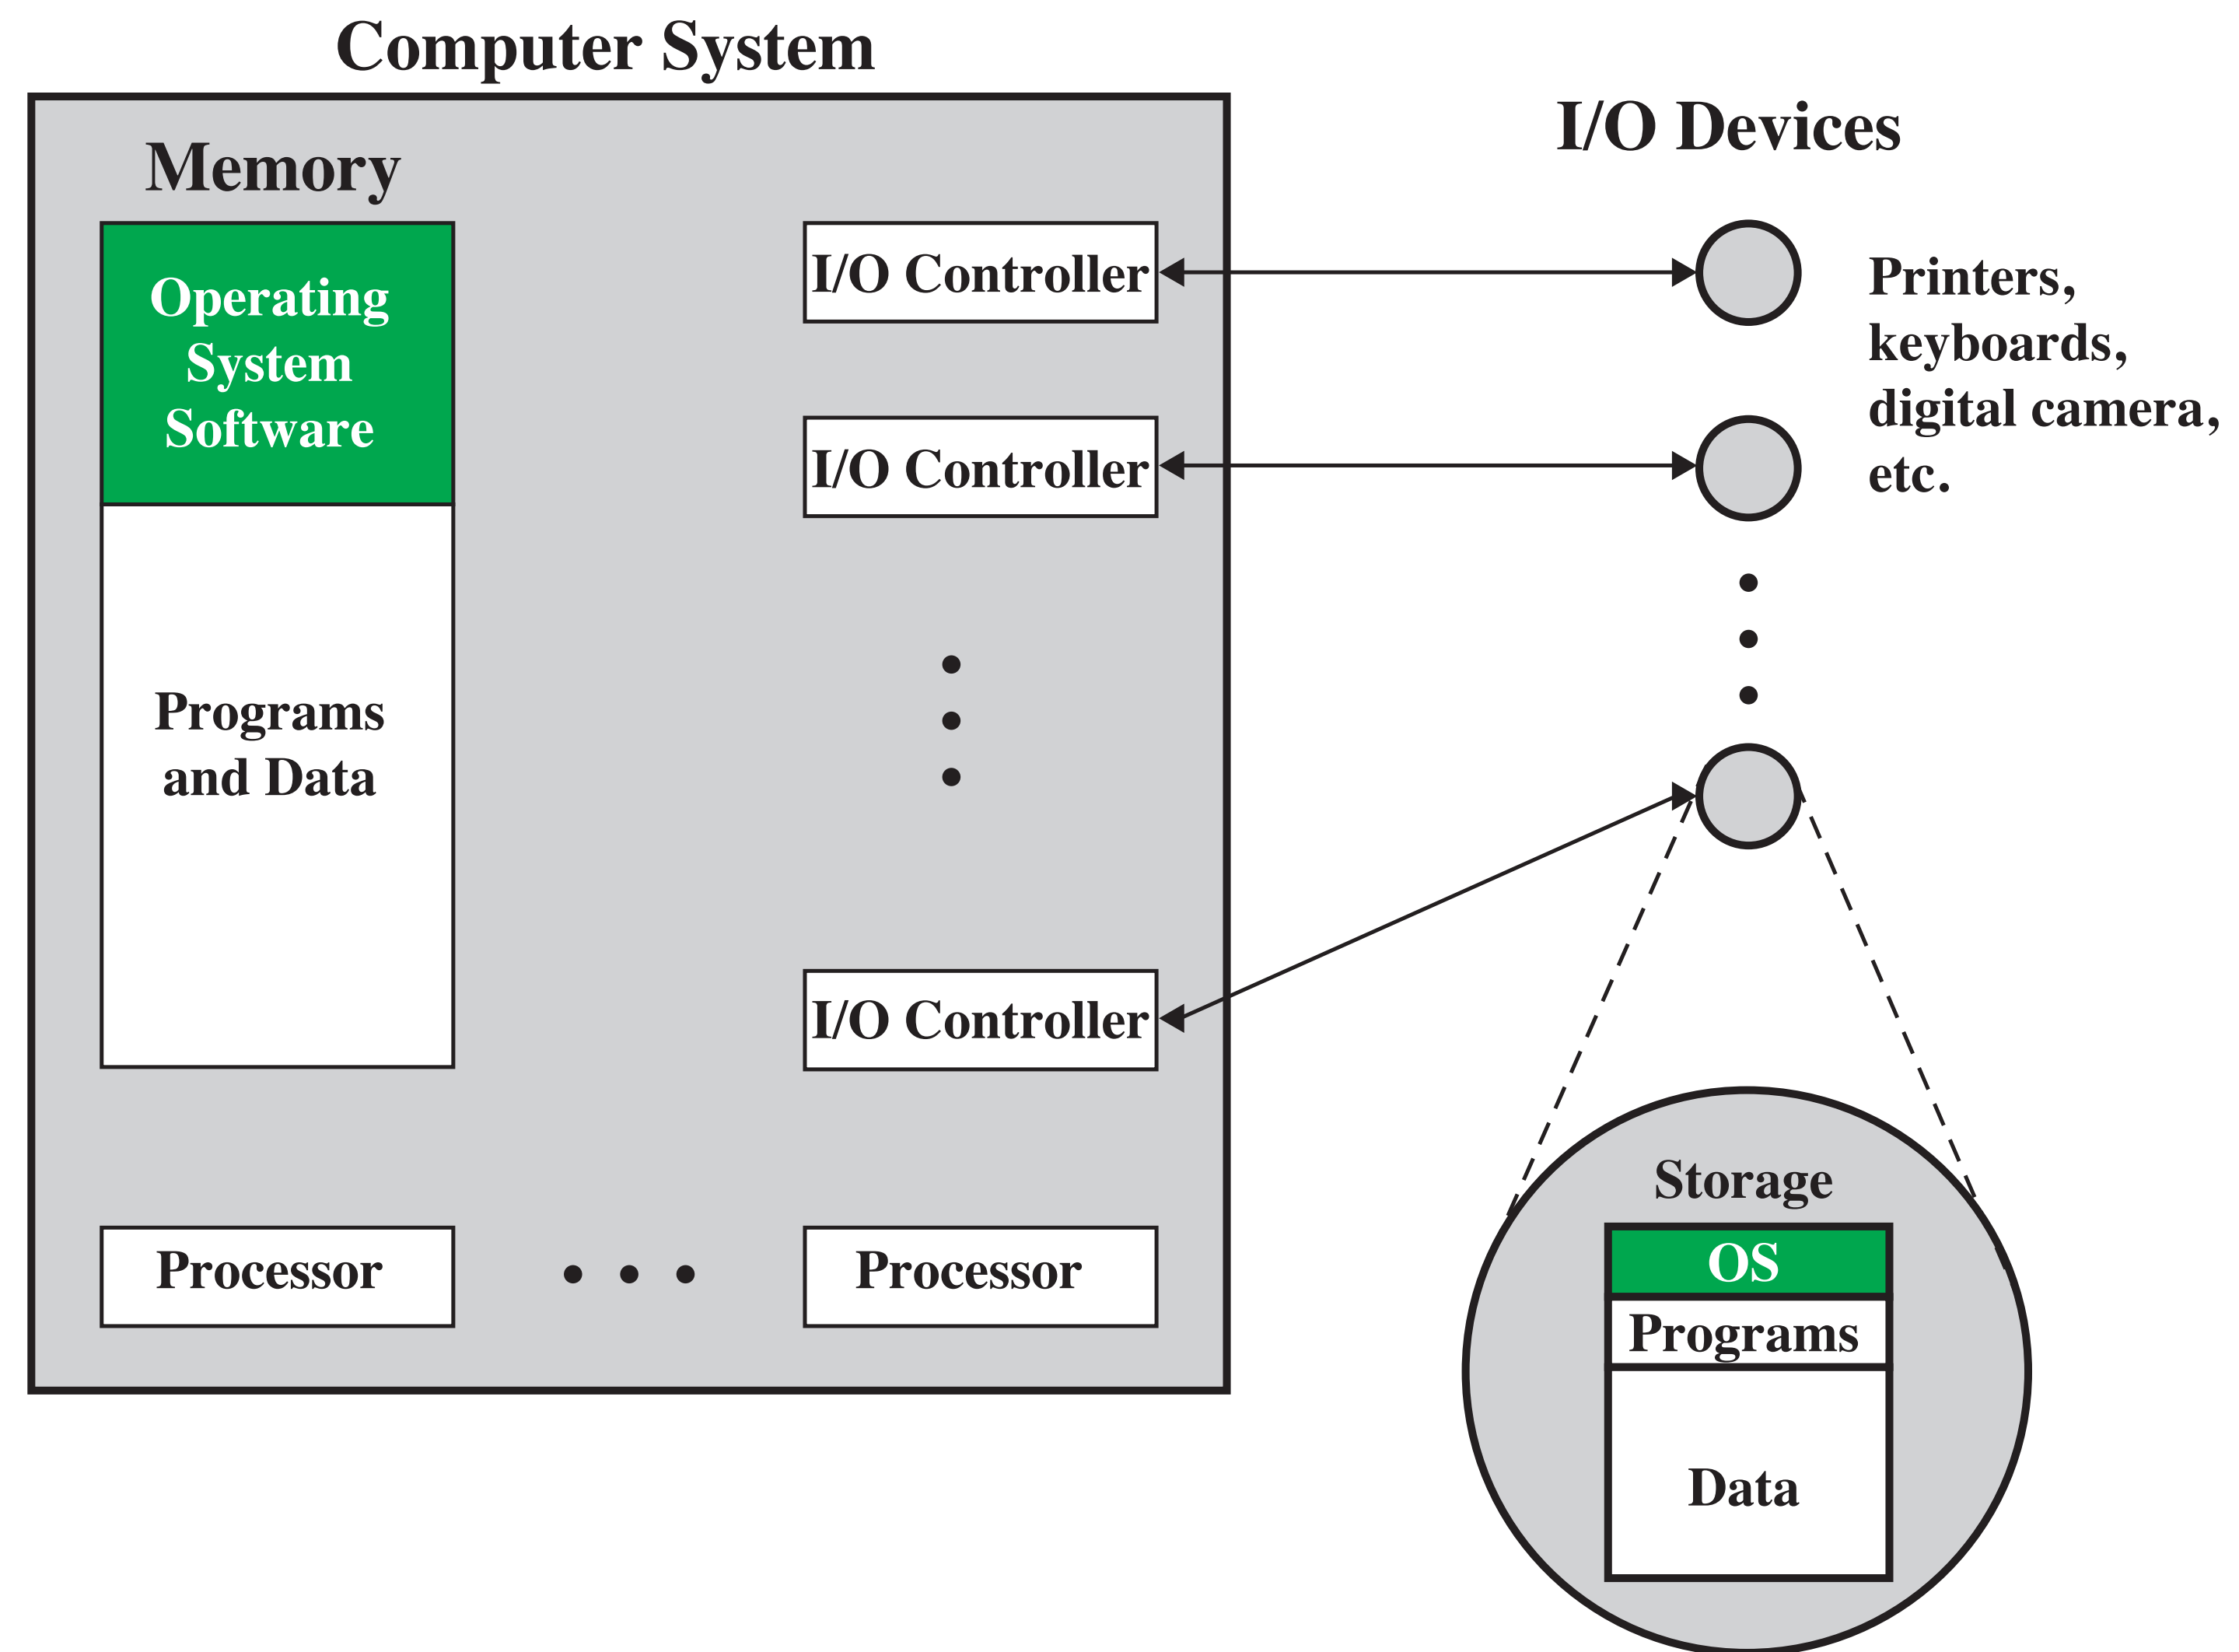 Computer System
Memory
Operating
System
Software
Programs
and Data
I/O Controller
I/O Controller
I/O Controller
Processor
Processor
I/O Devices
Printers,
keyboards,
digital camera,
etc.
Storage
OS
Programs
Data